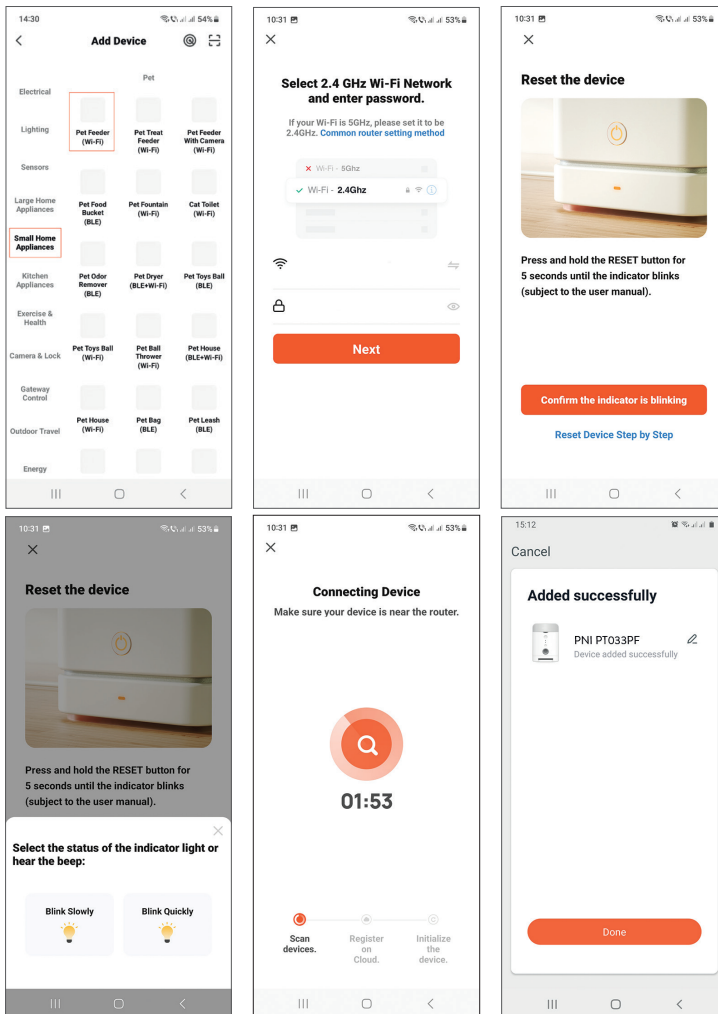 14:30
54%
Add Device
Pet
Electrical
Lighting
Sensors
Large Home
Appliances
Small Home
Appliances
Kitchen
Appliances
Exercise &
Health
Camera & Lock
Gateway
Control
Outdoor Travel
Energy
Pet Feeder
(Wi-Fi)
Pet Treat
Feeder
(Wi-Fi)
Pet Feeder
With Camera
(Wi-Fi)
Pet Food
Bucket
(BLE)
Pet Fountain
(Wi-Fi)
Cat Toilet
(Wi-Fi)
Pet Odor
Remover
(BLE)
Pet Dryer
(BLE+Wi-Fi)
Pet Toys Ball
(BLE)
Pet Toys Ball
(Wi-Fi)
Pet Ball
Thrower
(Wi-Fi)
Pet House
(BLE+Wi-Fi)
Pet House
(Wi-Fi)
Pet Bag
(BLE)
Pet Leash
(BLE)
10:31
53%
Select 2.4 GHz Wi-Fi Network
and enter password.
If your Wi-Fi is 5GHz, please set it to be
2.4GHz. Common router setting method
Wi-Fi - 5Ghz
Wi-Fi - 2.4Ghz
Next
10:31
53%
Reset the device
Press and hold the RESET button for
5 seconds until the indicator blinks
(subject to the user manual).
Confirm the indicator is blinking
Reset Device Step by Step
10:31
53%
Reset the device
Press and hold the RESET button for
5 seconds until the indicator blinks
(subject to the user manual).
Select the status of the indicator light or
hear the beep:
Blink Slowly
Blink Quickly
10:31
53%
Connecting Device
Make sure your device is near the router.
01:53
Scan
devices.
Register
on
Cloud.
Initialize
the
device.
15:12
Cancel
Added successfully
PNI PT033PF
Device added successfully
Done